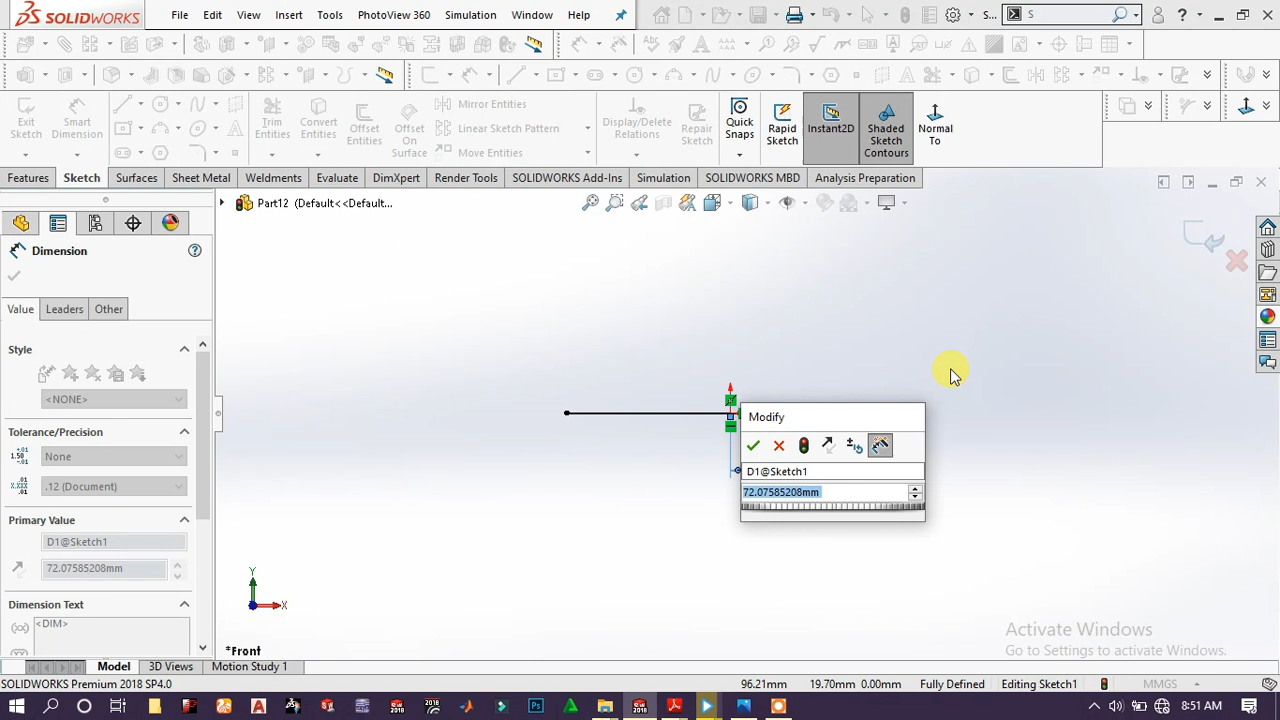 SOLIDWORKS
File Edit View Insert Tools PhotoView 360 Simulation Window Help
S...
S
Exit Sketch
Smart Dimension
Trim Entities
Convert Entities
Offset Entities
Offset On Surface
Mirror Entities
Linear Sketch Pattern
Move Entities
Display/Delete Relations
Repair Sketch
Quick Snaps
Rapid Sketch
Instant2D
Shaded Sketch Contours
Normal To
Features Sketch Surfaces Sheet Metal Weldments Evaluate DimXpert Render Tools SOLIDWORKS Add-Ins Simulation SOLIDWORKS MBD Analysis Preparation
Part12 (Default<<Default...
Dimension
Value Leaders Other
Style
<NONE>
Tolerance/Precision
None
.12 (Document)
Primary Value
D1@Sketch1
72.07585208mm
Dimension Text
<DIM>
Modify
D1@Sketch1
72.07585208mm
Y
X
*Front
Activate Windows
Go to Settings to activate Windows.
Model 3D Views Motion Study 1
SOLIDWORKS Premium 2018 SP4.0 96.21mm 19.70mm 0.00mm Fully Defined Editing Sketch1 MMGS
8:51 AM